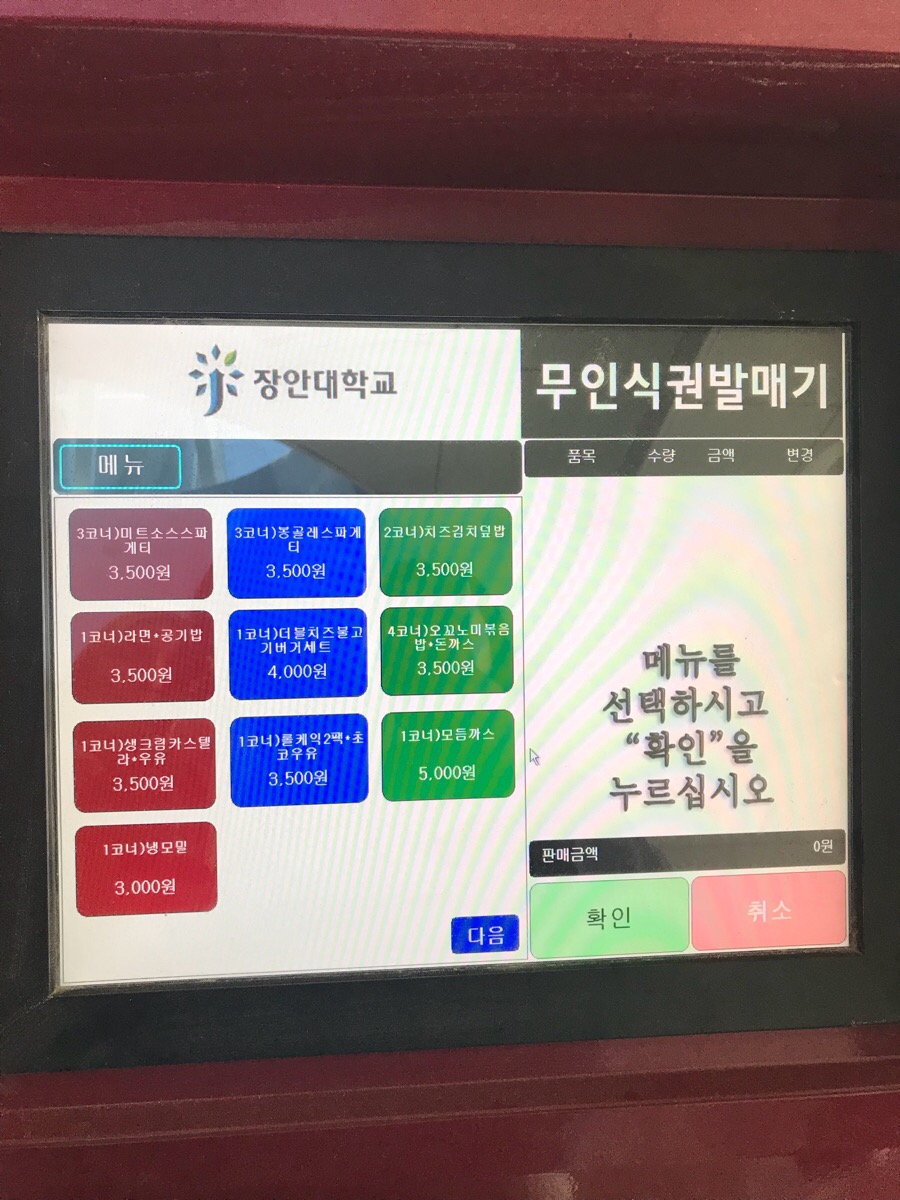 장안대학교
무인식권발매기
메뉴
품목 수량 금액 변경
3코너)미트소스스파
게티
3,500원
3코너)봉골레스파게
티
3,500원
2코너)치즈김치덮밥
3,500원
1코너)라면*공기밥
3,500원
1코너)더블치즈불고
기버거세트
4,000원
4코너)오꼬노미볶음
밥*돈까스
3,500원
1코너)생크림카스텔
라*우유
3,500원
1코너)롤케익2팩*초
코우유
3,500원
1코너)모듬까스
5,000원
1코너)냉모밀
3,000원
다음
메뉴를
선택하시고
“확인”을
누르십시오
판매금액 0원
확인
취소